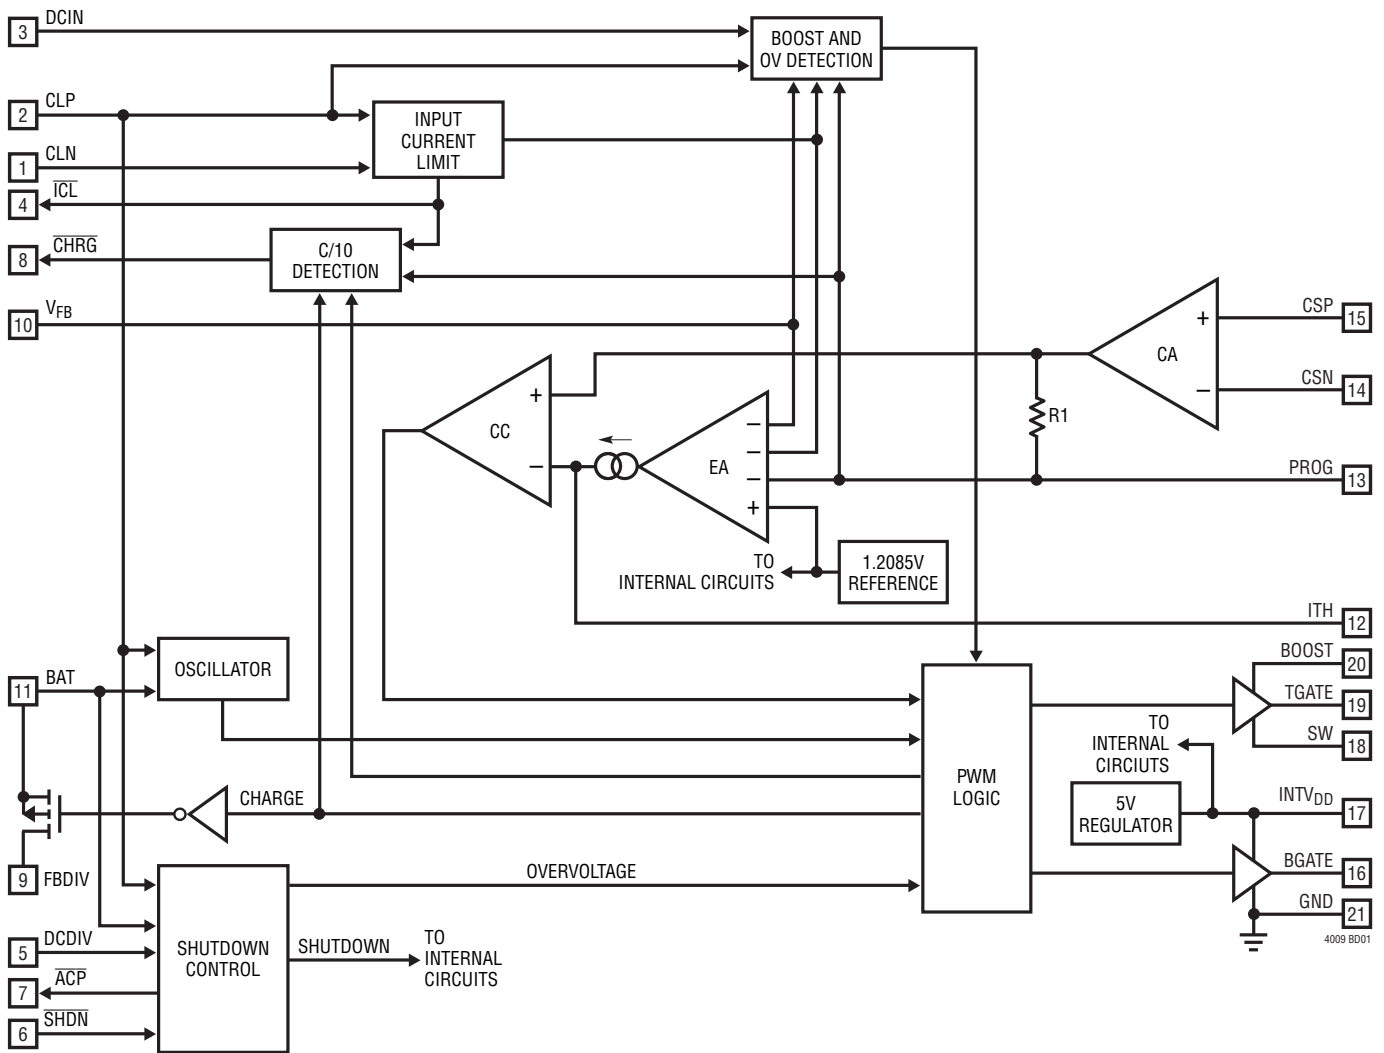 3 DCIN
BOOST AND
OV DETECTION
2 CLP
INPUT
CURRENT
LIMIT
1 CLN
4 ICL
8 CHRG
C/10
DETECTION
10 VFB
CSP 15
+
CA
CSN 14
−
+
CC
−
R1
−
−
EA
−
+
PROG 13
TO
INTERNAL CIRCUITS
1.2085V
REFERENCE
ITH 12
OSCILLATOR
BOOST 20
11 BAT
TGATE 19
SW 18
TO
INTERNAL
CIRCIUTS
PWM
LOGIC
CHARGE
5V
REGULATOR
INTVDD 17
9 FBDIV
OVERVOLTAGE
BGATE 16
GND 21
4009 BD01
5 DCDIV
SHUTDOWN
CONTROL
SHUTDOWN
TO
INTERNAL
CIRCUITS
7 ACP
6 SHDN